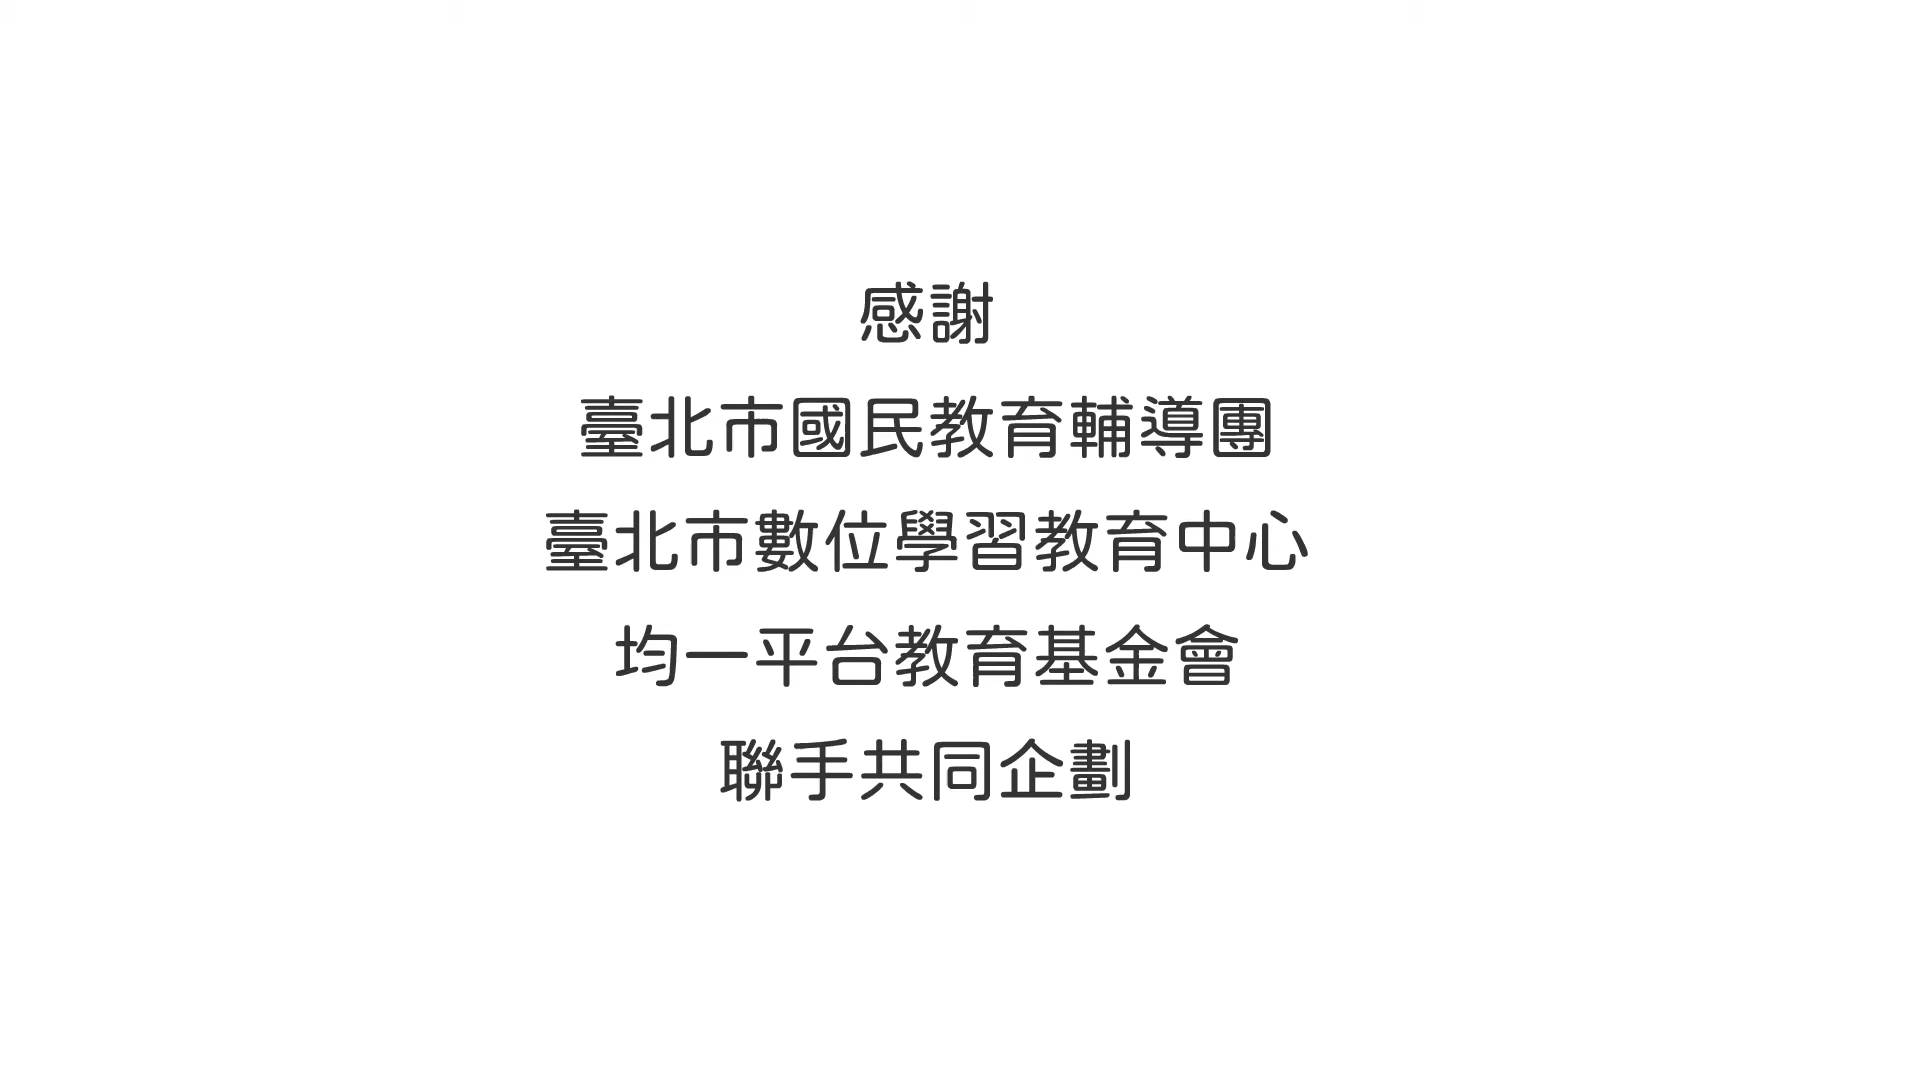 感謝
臺北市國民教育輔導團
臺北市數位學習教育中心
均一平台教育基金會
聯手共同企劃